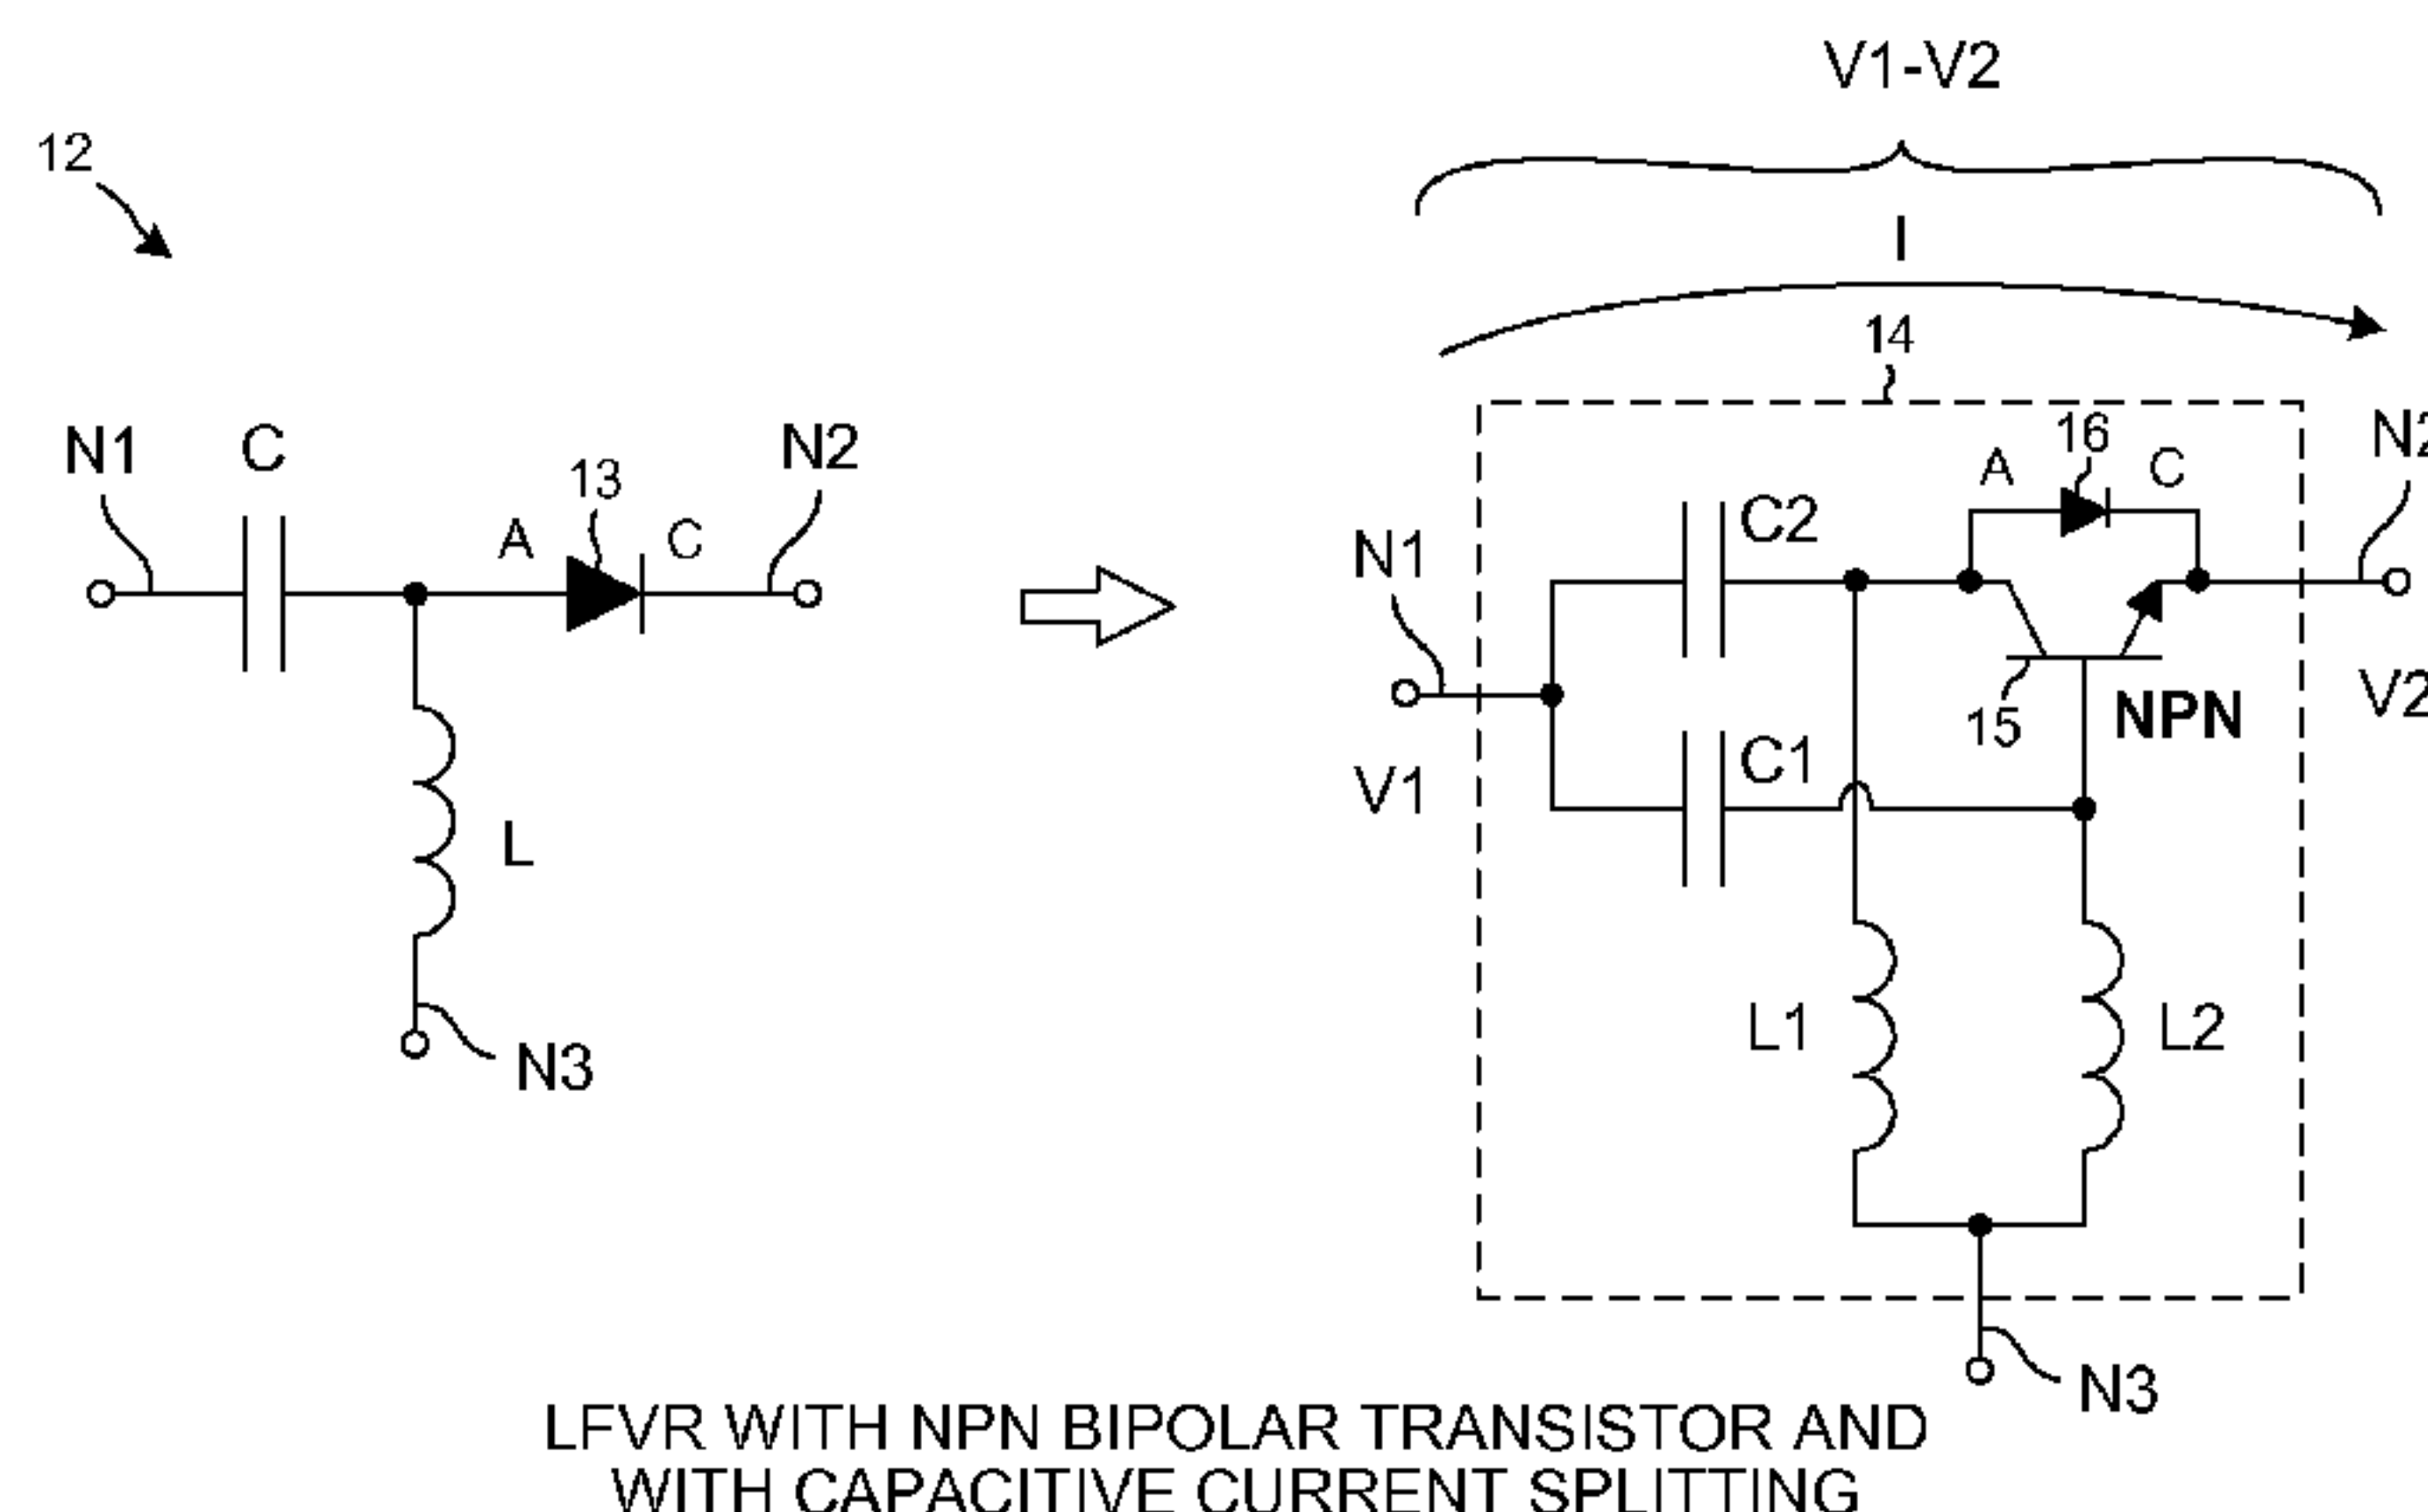 V1-V2
12
I
14
N1 C 13 N2
A C
L
N3
16
A C
N1
C2
V1
C1
15 NPN
V2
L1 L2
N3
LFVR WITH NPN BIPOLAR TRANSISTOR AND
WITH CAPACITIVE CURRENT SPLITTING